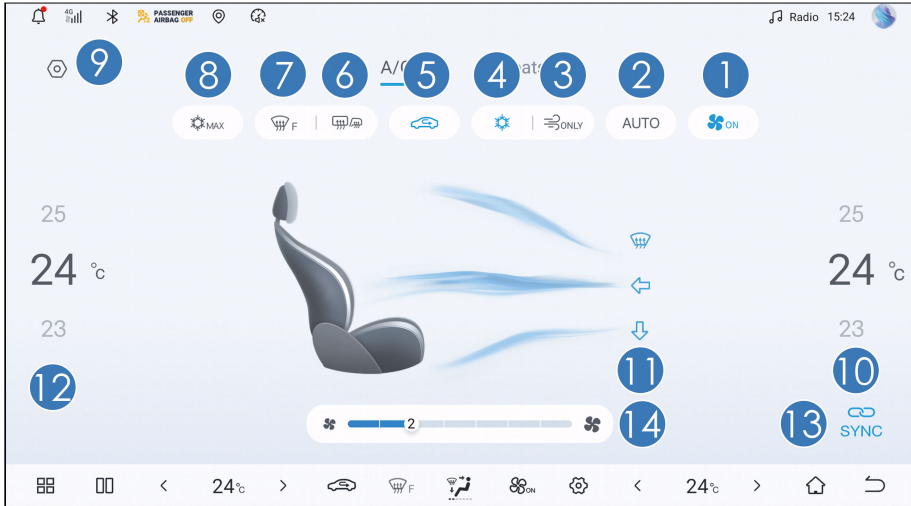 4G PASSENGER AIRBAG OFF Radio 15:24
9 8 7 6 5 4 3 2 1
A/C
MAX F ONLY AUTO ON
25 25
24 °C 24 °C
23 23
12 11 10
2 14 13 SYNC
24°C F ON 24°C